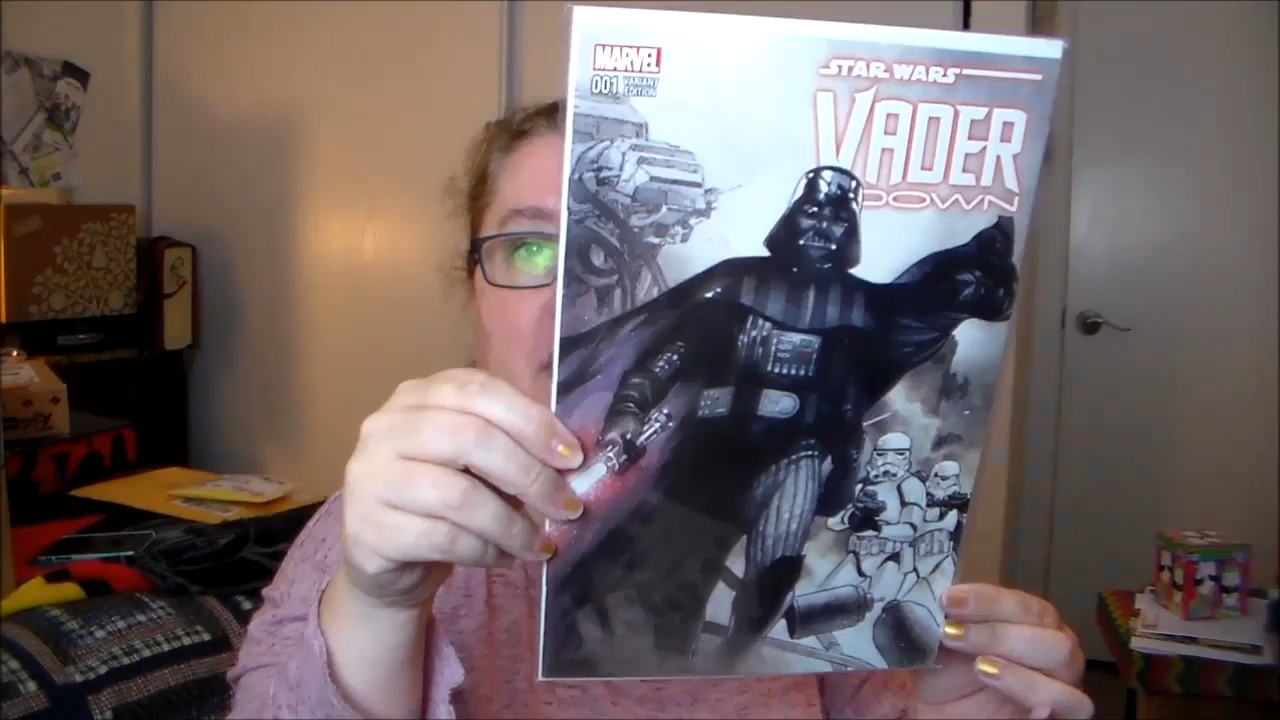 MARVEL
001 VARIANT
EDITION
STAR WARS
VADER
DOWN